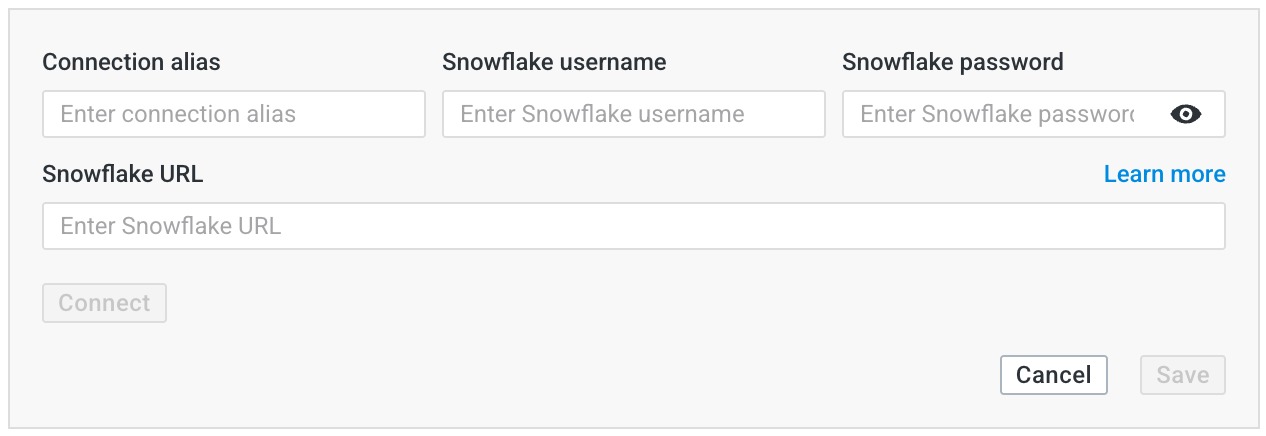 Connection alias
Snowflake username
Snowflake password
Enter connection alias
Enter Snowflake username
Enter Snowflake password
Snowflake URL
Learn more
Enter Snowflake URL
Connect
Cancel
Save